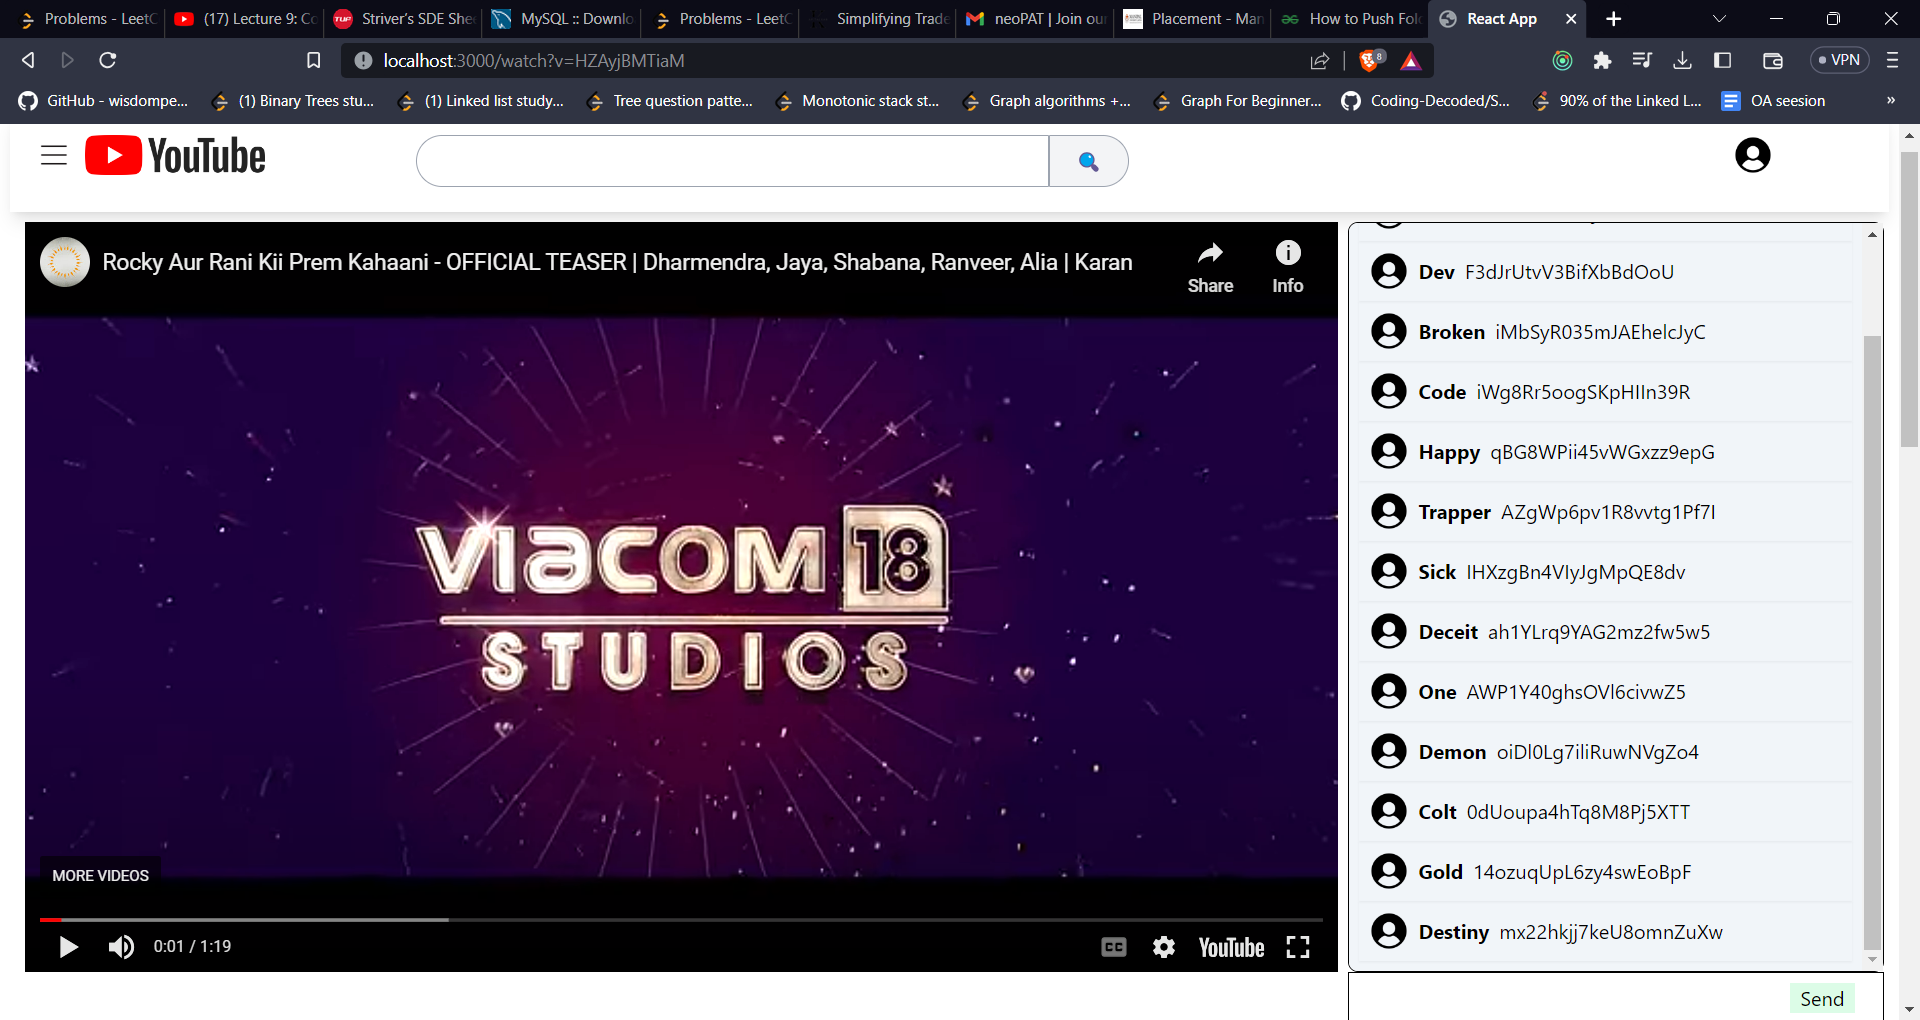 Problems - LeetC
(17) Lecture 9: Co
TUF Striver's SDE She
MySQL :: Downlo
Problems - LeetC
Simplifying Trade
neoPAT | Join our
Placement - Man
How to Push Fol
React App
localhost:3000/watch?v=HZAyjBMTiaM
8
VPN
GitHub - wisdompe...
(1) Binary Trees stu...
(1) Linked list study...
Tree question patte...
Monotonic stack st...
Graph algorithms +...
Graph For Beginner...
Coding-Decoded/S...
90% of the Linked L...
OA seesion
»
YouTube
Rocky Aur Rani Kii Prem Kahaani - OFFICIAL TEASER | Dharmendra, Jaya, Shabana, Ranveer, Alia | Karan
Share
Info
VIACOM 18
STUDIOS
MORE VIDEOS
0:01 / 1:19
CC
YouTube
Dev F3dJrUtvV3BifXbBdOoU
Broken iMbSyR035mJAEhelcJyC
Code iWg8Rr5oogSKpHIIn39R
Happy qBG8WPii45vWGxzz9epG
Trapper AZgWp6pv1R8vvtg1Pf7I
Sick IHXzgBn4VIyJgMpQE8dv
Deceit ah1YLrq9YAG2mz2fw5w5
One AWP1Y40ghsOVl6civwZ5
Demon oiDl0Lg7iliRuwNVgZo4
Colt 0dUoupa4hTq8M8Pj5XTT
Gold 14ozuqUpL6zy4swEoBpF
Destiny mx22hkjj7keU8omnZuXw
Send